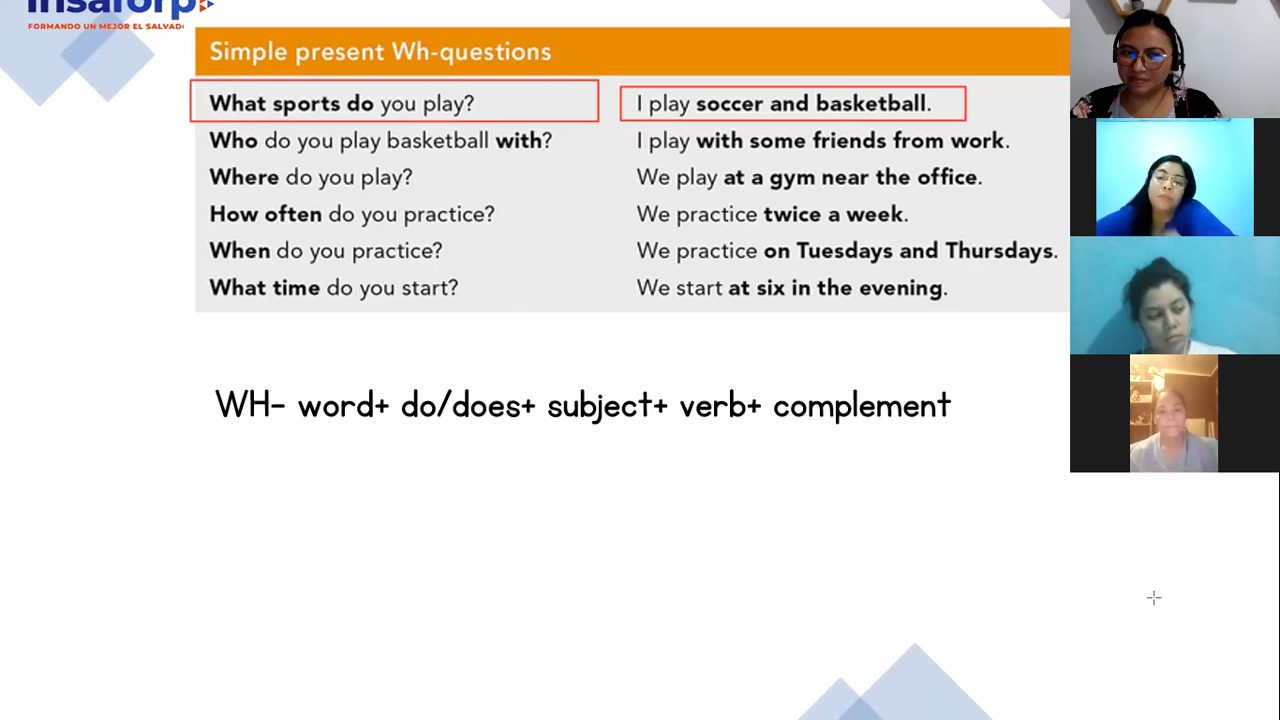 Insaforp
FORMANDO UN MEJOR EL SALVADOR
Simple present Wh-questions
What sports do you play? I play soccer and basketball.
Who do you play basketball with? I play with some friends from work.
Where do you play? We play at a gym near the office.
How often do you practice? We practice twice a week.
When do you practice? We practice on Tuesdays and Thursdays.
What time do you start? We start at six in the evening.
WH- word+ do/does+ subject+ verb+ complement